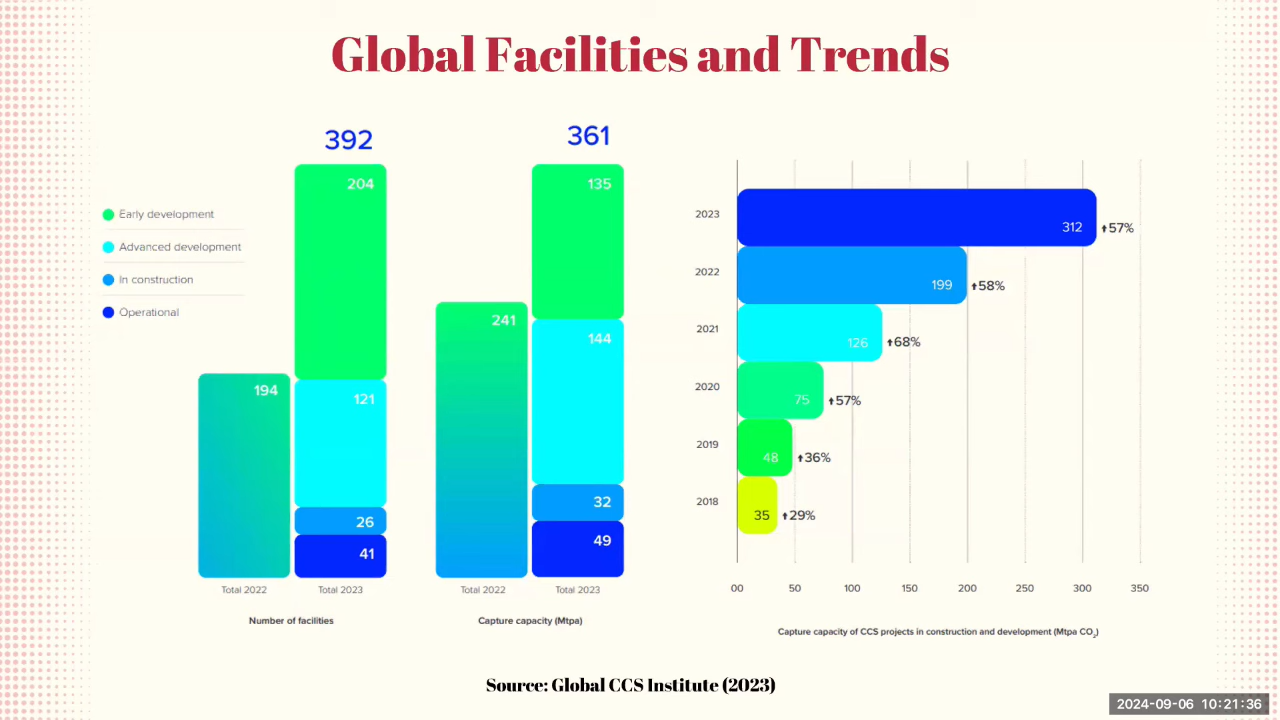 Global Facilities and Trends
392
361
204
135
Early development
Advanced development
In construction
Operational
241
144
194
121
32
26
49
41
Total 2022
Total 2023
Total 2022
Total 2023
Number of facilities
Capture capacity (Mtpa)
2023
312
↑57%
2022
199
↑58%
2021
126
↑68%
2020
75
↑57%
2019
48
↑36%
2018
35
↑29%
00 50 100 150 200 250 300 350
Capture capacity of CCS projects in construction and development (Mtpa CO₂)
Source: Global CCS Institute (2023)
2024-09-06 10:21:36